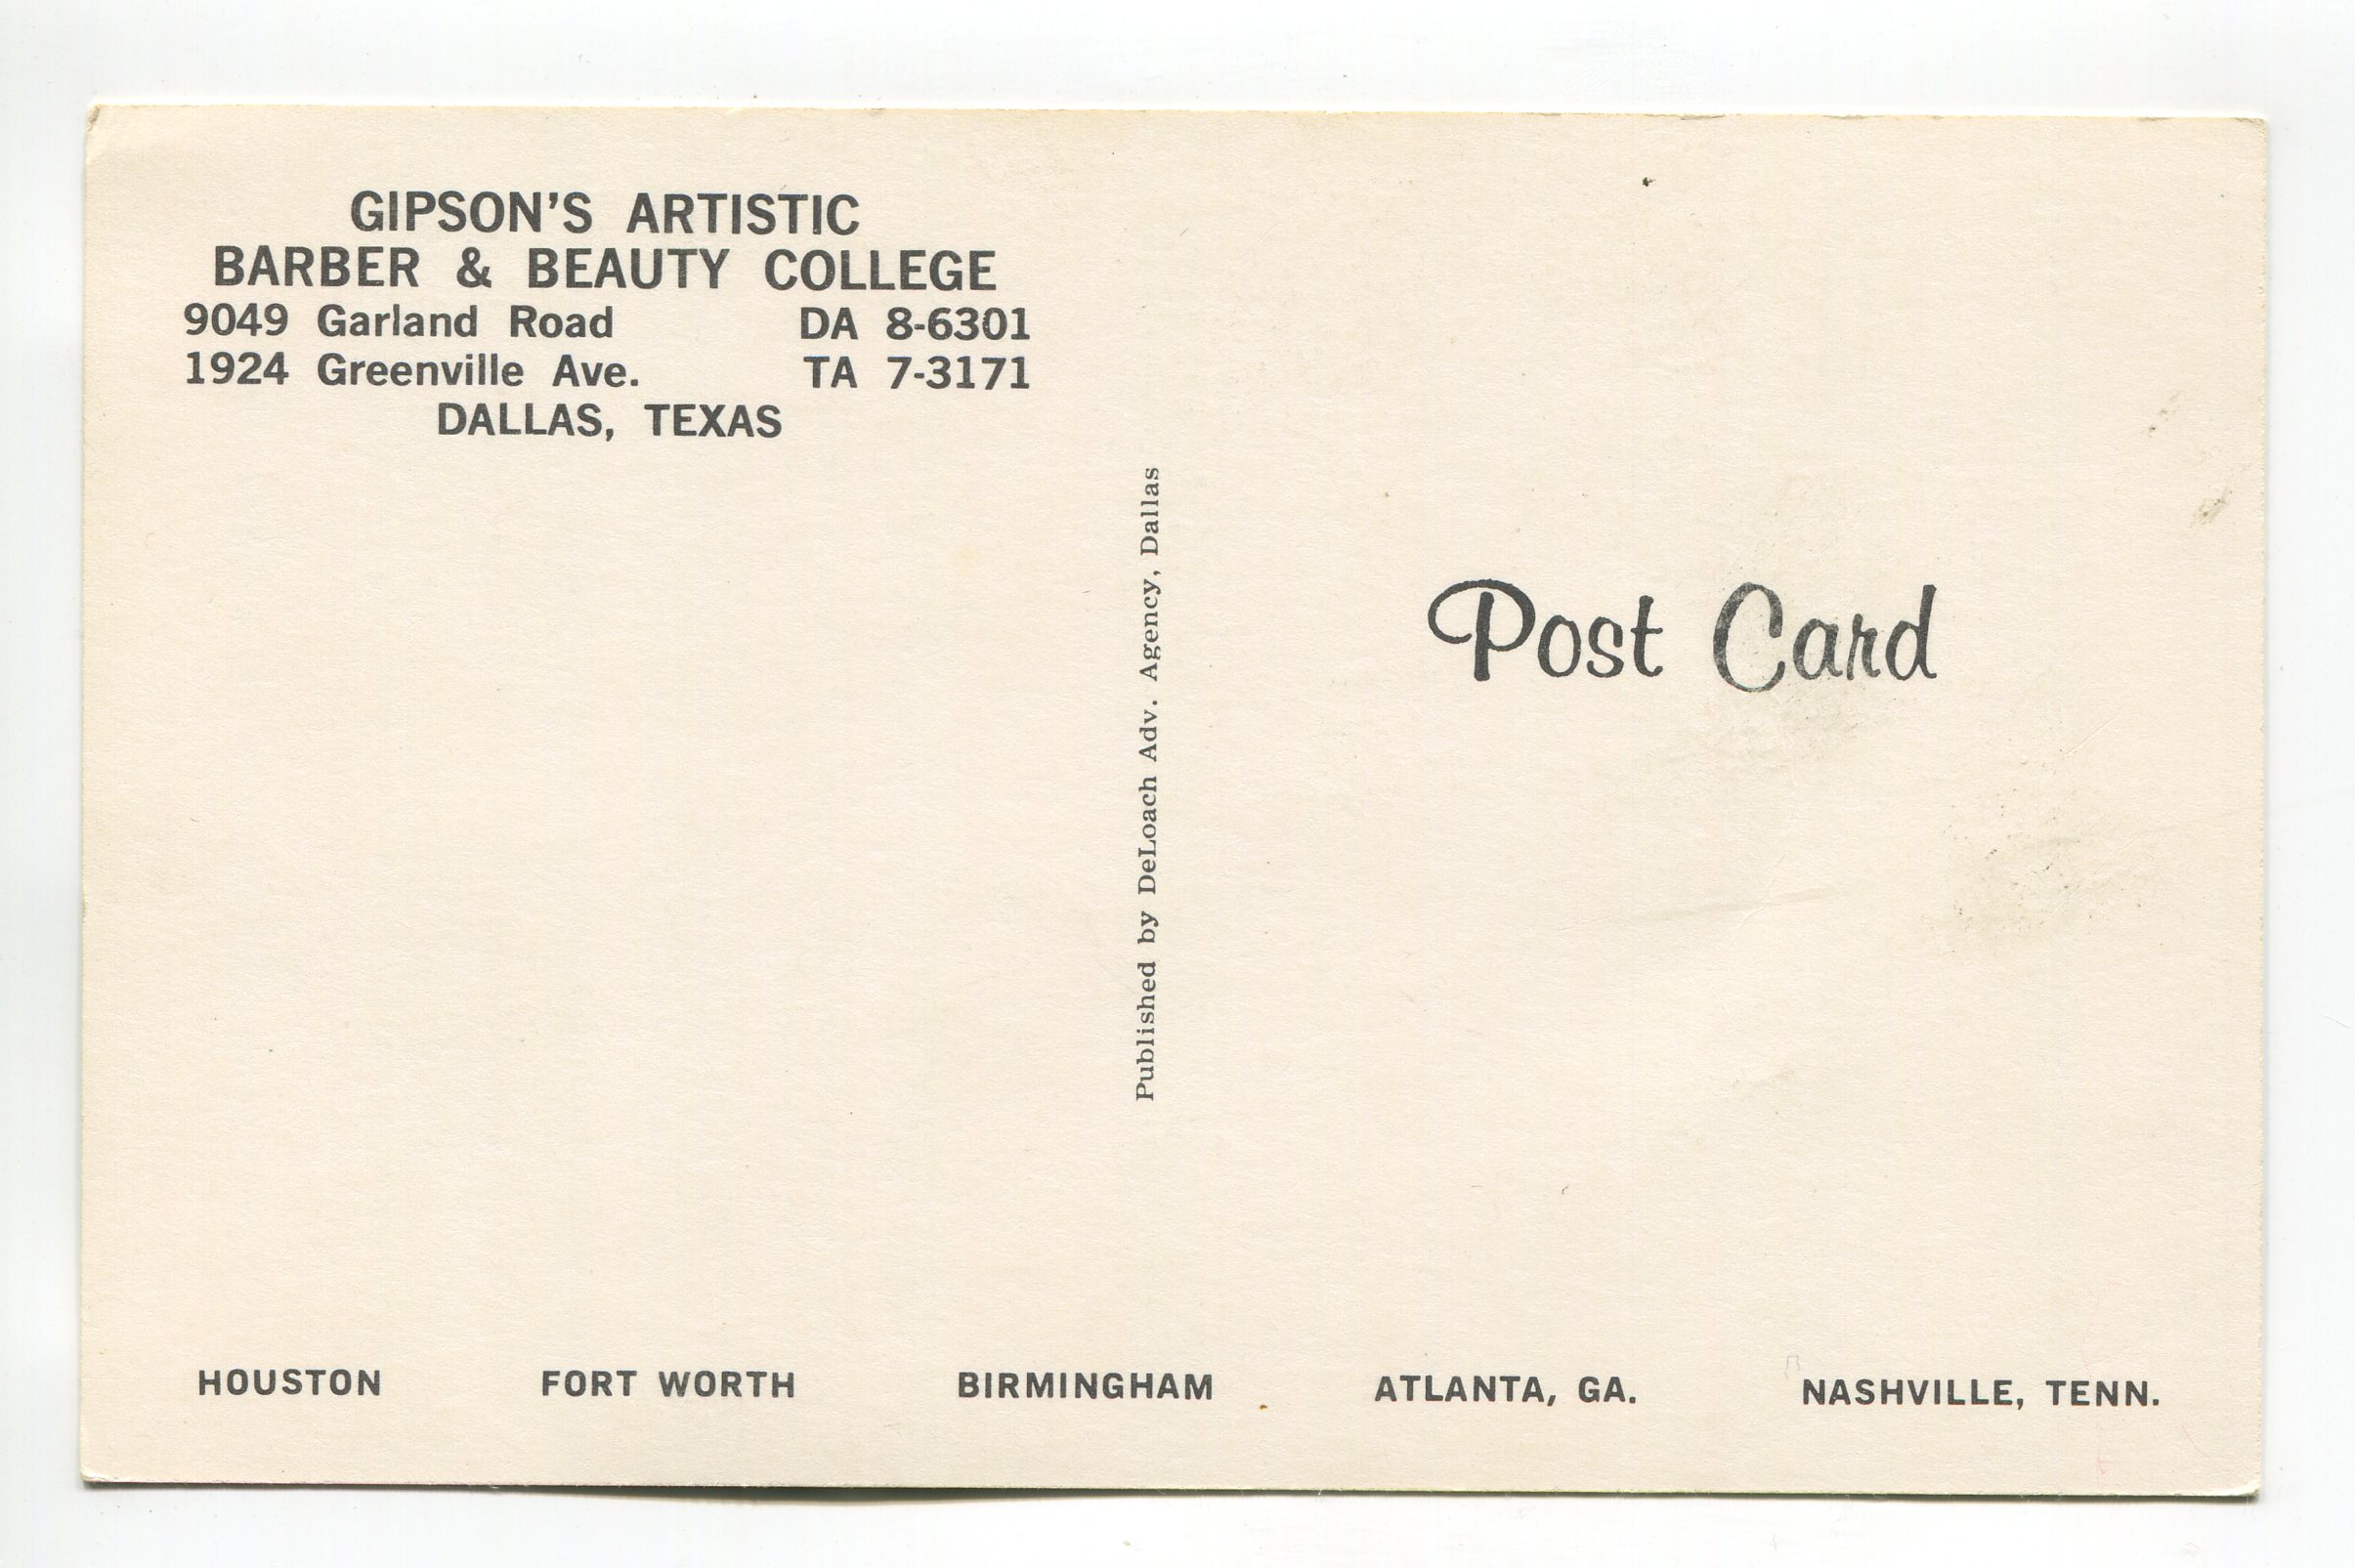 GIPSON'S ARTISTIC
BARBER & BEAUTY COLLEGE
9049 Garland Road DA 8-6301
1924 Greenville Ave. TA 7-3171
DALLAS, TEXAS
Published by DeLoach Adv. Agency, Dallas
Post Card
HOUSTON FORT WORTH BIRMINGHAM ATLANTA, GA. NASHVILLE, TENN.